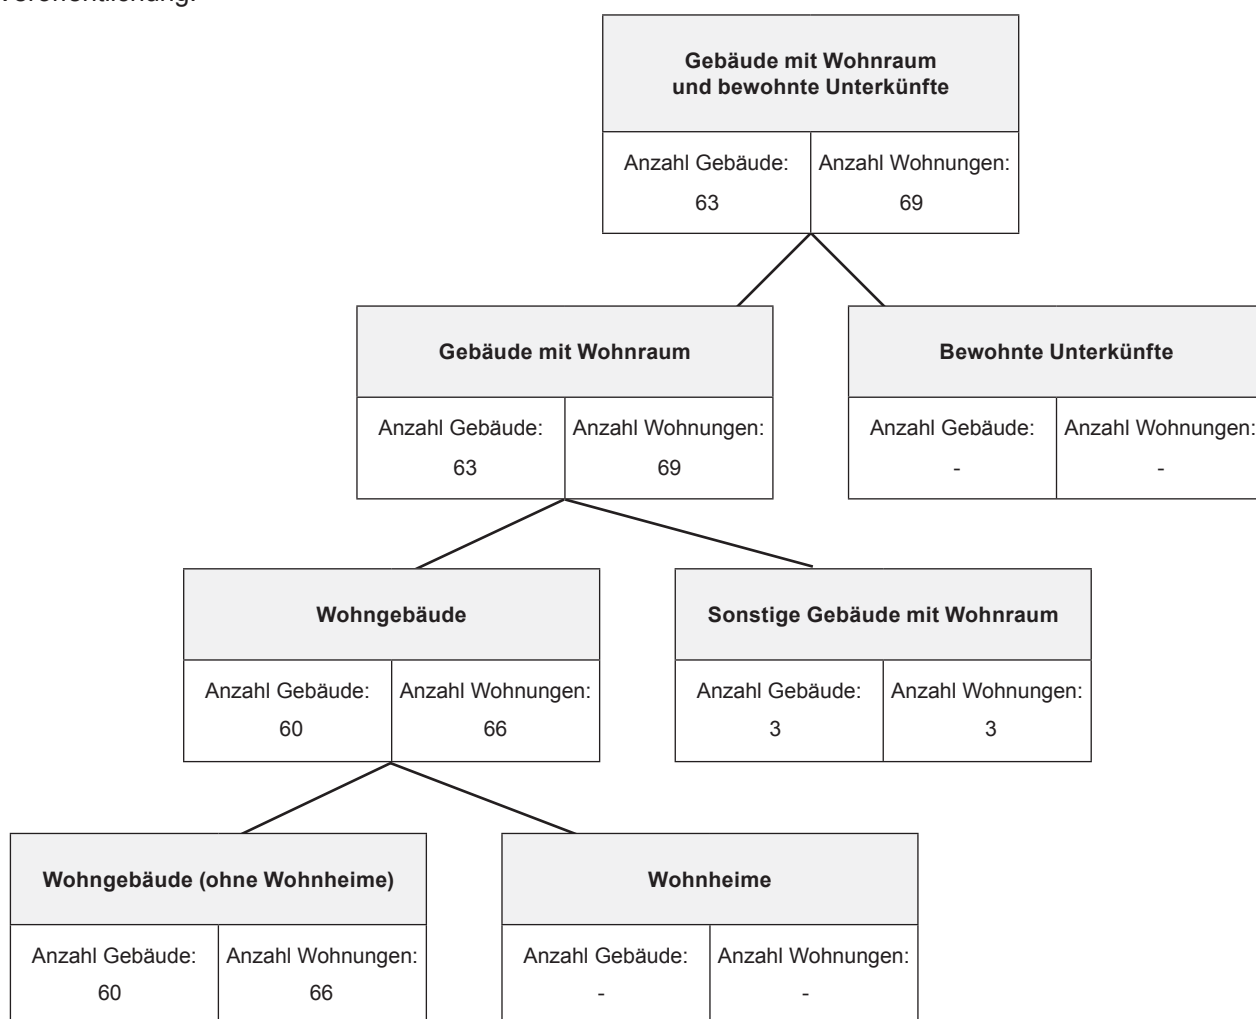 Gebäude mit Wohnraum
und bewohnte Unterkünfte
Anzahl Gebäude: Anzahl Wohnungen:
63 69
Gebäude mit Wohnraum Bewohnte Unterkünfte
Anzahl Gebäude: Anzahl Wohnungen: Anzahl Gebäude: Anzahl Wohnungen:
63 69 - -
Wohngebäude Sonstige Gebäude mit Wohnraum
Anzahl Gebäude: Anzahl Wohnungen: Anzahl Gebäude: Anzahl Wohnungen:
60 66 3 3
Wohngebäude (ohne Wohnheime) Wohnheime
Anzahl Gebäude: Anzahl Wohnungen: Anzahl Gebäude: Anzahl Wohnungen:
60 66 - -